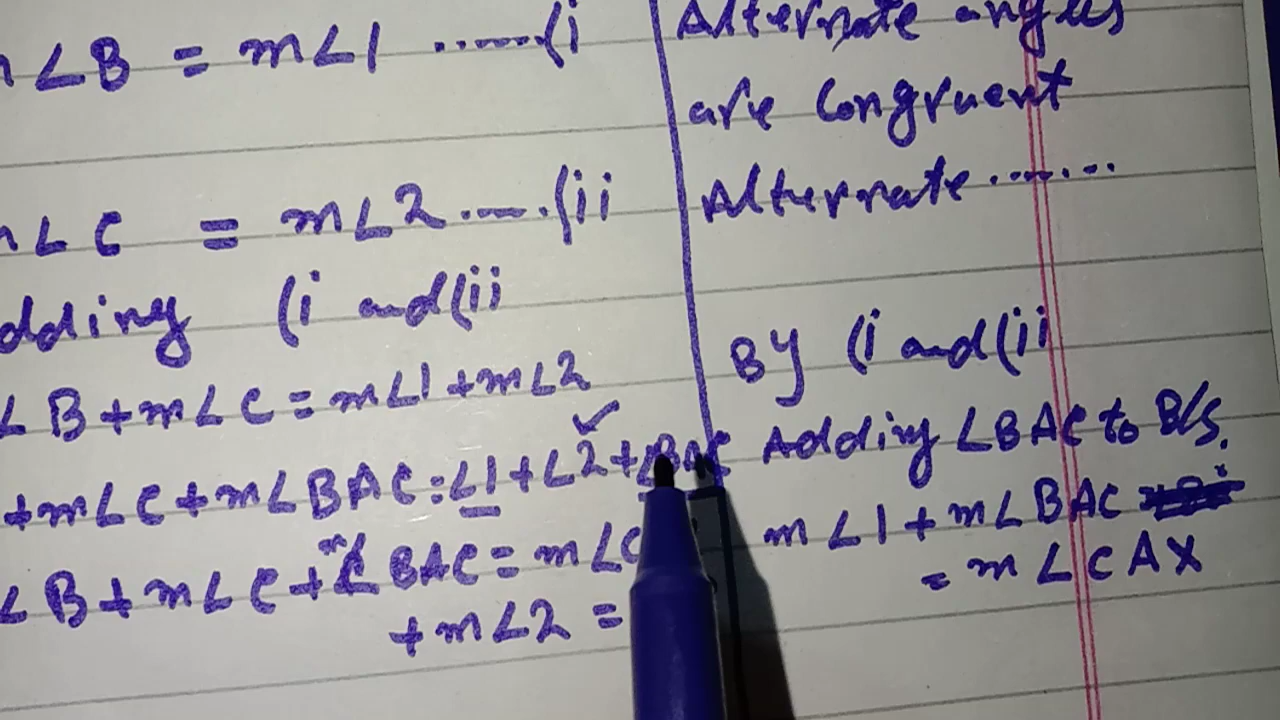 ∠B = m∠1 ......(i
∠C = m∠2 .....(ii
dding (i and (ii
∠B + m∠C = m∠1 + m∠2
+ m∠C + m∠BAC = ∠1 + ∠2 + ∠BAC
∠B + m∠C + m∠BAC = m∠C
+ m∠2 =
Alternate angles
are Congruent
Alternate .......
By (i and (ii
Adding ∠BAC to B/S.
m∠1 + m∠BAC
= m∠CAX